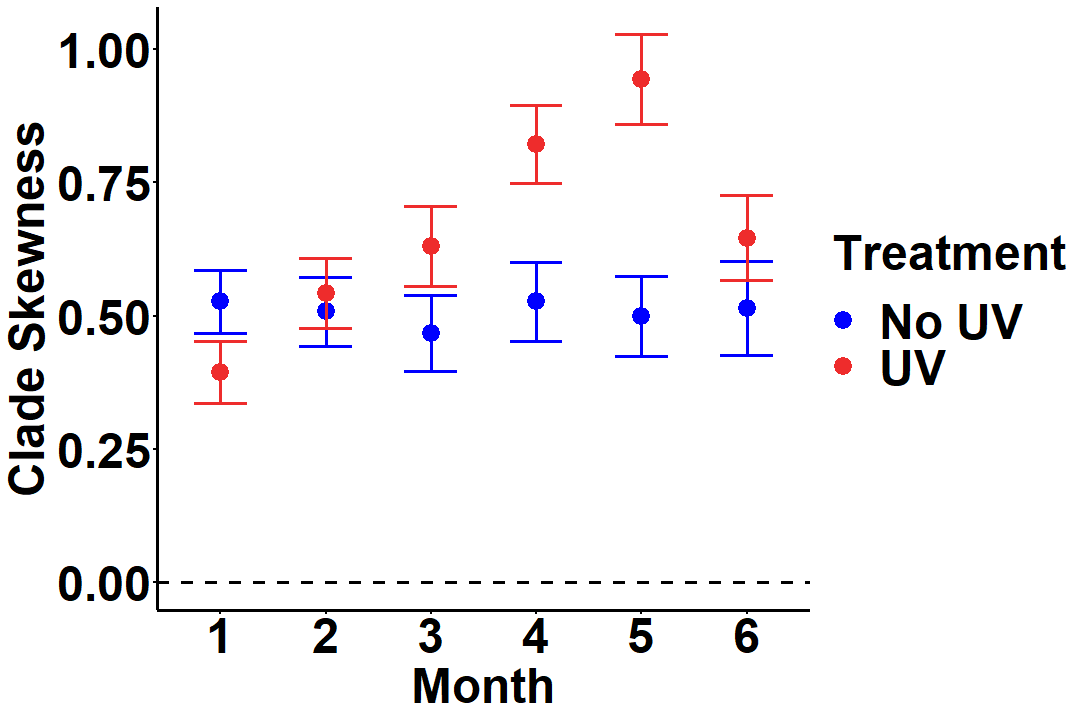 Clade Skewness
1.00
0.75
0.50
0.25
0.00
1 2 3 4 5 6
Month
Treatment
No UV
UV